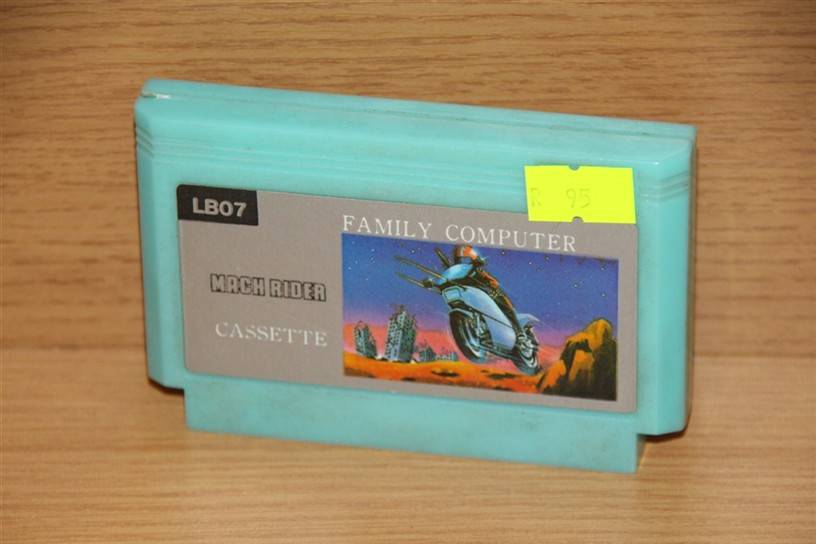 R 95
LB07
FAMILY COMPUTER
MACH RIDER
CASSETTE